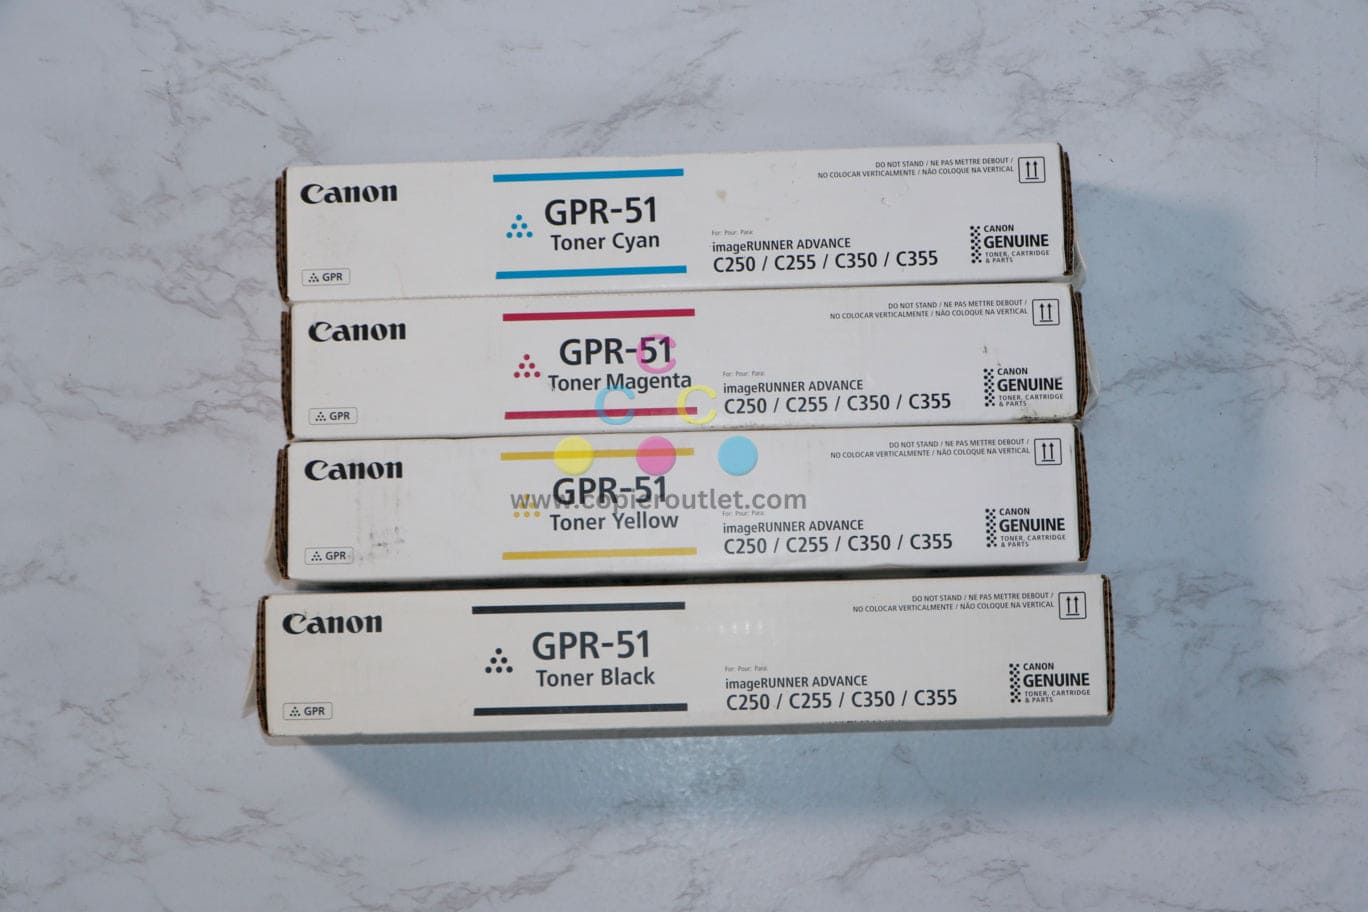 Canon
GPR
GPR-51
Toner Cyan
DO NOT STAND / NE PAS METTRE DEBOUT /
NO COLOCAR VERTICALMENTE / NÃO COLOQUE NA VERTICAL
For: Pour: Para:
imageRUNNER ADVANCE
C250 / C255 / C350 / C355
CANON
GENUINE
TONER, CARTRIDGE
& PARTS
Canon
GPR
GPR-51
Toner Magenta
DO NOT STAND / NE PAS METTRE DEBOUT /
NO COLOCAR VERTICALMENTE / NÃO COLOQUE NA VERTICAL
For: Pour: Para:
imageRUNNER ADVANCE
C250 / C255 / C350 / C355
CANON
GENUINE
TONER, CARTRIDGE
& PARTS
C
C C
Canon
GPR
GPR-51
www.copieroutlet.com
Toner Yellow
DO NOT STAND / NE PAS METTRE DEBOUT /
NO COLOCAR VERTICALMENTE / NÃO COLOQUE NA VERTICAL
For: Pour: Para:
imageRUNNER ADVANCE
C250 / C255 / C350 / C355
CANON
GENUINE
TONER, CARTRIDGE
& PARTS
Canon
GPR
GPR-51
Toner Black
DO NOT STAND / NE PAS METTRE DEBOUT /
NO COLOCAR VERTICALMENTE / NÃO COLOQUE NA VERTICAL
For: Pour: Para:
imageRUNNER ADVANCE
C250 / C255 / C350 / C355
CANON
GENUINE
TONER, CARTRIDGE
& PARTS